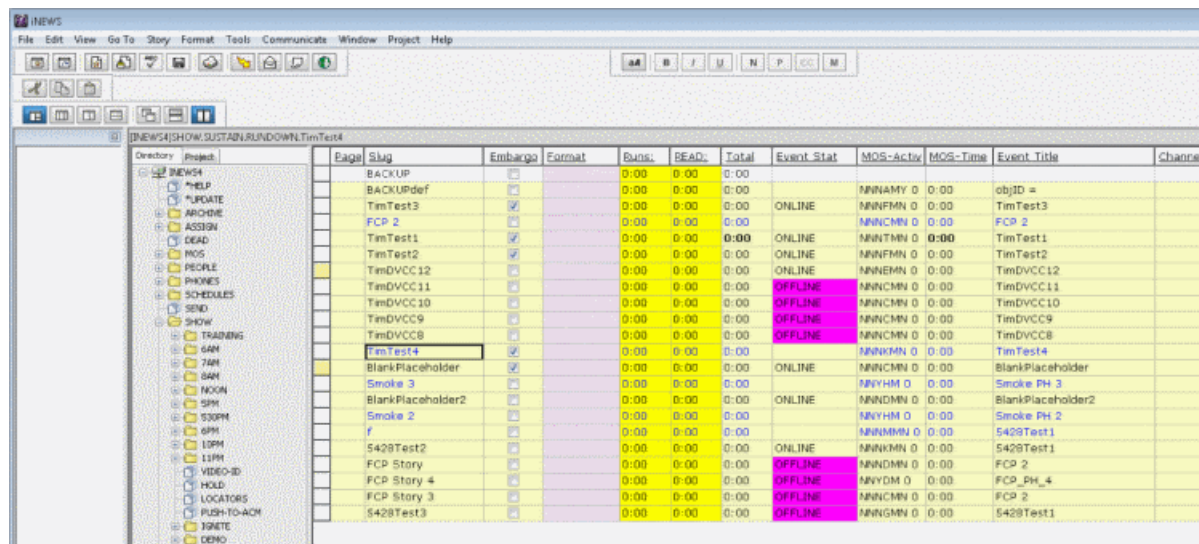 iNEWS
File Edit View Go To Story Format Tools Communicate Window Project Help
aA B I U N P CC M
[INEWS4]SHOW.SUSTAIN.RUNDOWN.TimTest4
Directory Project
INEWS4
*HELP
*UPDATE
ARCHIVE
ASSIGN
DEAD
MOS
PEOPLE
PHONES
SCHEDULES
SEND
SHOW
TRAINING
6AM
7AM
8AM
NOON
5PM
530PM
6PM
10PM
11PM
VIDEO-ID
HOLD
LOCATORS
PUSH-TO-ACM
IGNITE
DEMO
Page Slug Embargo Format Runs: READ: Total Event Stat MOS-Activ MOS-Time Event Title Channe
BACKUP 0:00 0:00 0:00
BACKUPdef 0:00 0:00 0:00 NNNAMY 0 0:00 objID =
TimTest3 0:00 0:00 0:00 ONLINE NNNFMN 0 0:00 TimTest3
FCP 2 0:00 0:00 0:00 NNNCMN 0 0:00 FCP 2
TimTest1 0:00 0:00 0:00 ONLINE NNNTMN 0 0:00 TimTest1
TimTest2 0:00 0:00 0:00 ONLINE NNNFMN 0 0:00 TimTest2
TimDVCC12 0:00 0:00 0:00 ONLINE NNNEMN 0 0:00 TimDVCC12
TimDVCC11 0:00 0:00 0:00 OFFLINE NNNCMN 0 0:00 TimDVCC11
TimDVCC10 0:00 0:00 0:00 OFFLINE NNNCMN 0 0:00 TimDVCC10
TimDVCC9 0:00 0:00 0:00 OFFLINE NNNCMN 0 0:00 TimDVCC9
TimDVCC8 0:00 0:00 0:00 OFFLINE NNNCMN 0 0:00 TimDVCC8
TimTest4 0:00 0:00 0:00 NNNKMN 0 0:00 TimTest4
BlankPlaceholder 0:00 0:00 0:00 ONLINE NNNCMN 0 0:00 BlankPlaceholder
Smoke 3 0:00 0:00 0:00 NNYHM 0 0:00 Smoke PH 3
BlankPlaceholder2 0:00 0:00 0:00 ONLINE NNNDMN 0 0:00 BlankPlaceholder2
Smoke 2 0:00 0:00 0:00 NNYHM 0 0:00 Smoke PH 2
f 0:00 0:00 0:00 NNNMMN 0 0:00 5428Test1
5428Test2 0:00 0:00 0:00 ONLINE NNNKMN 0 0:00 5428Test1
FCP Story 0:00 0:00 0:00 OFFLINE NNNDMN 0 0:00 FCP 2
FCP Story 4 0:00 0:00 0:00 OFFLINE NNYDM 0 0:00 FCP_PH_4
FCP Story 3 0:00 0:00 0:00 OFFLINE NNNCMN 0 0:00 FCP 2
5428Test3 0:00 0:00 0:00 OFFLINE NNNGMN 0 0:00 5428Test1